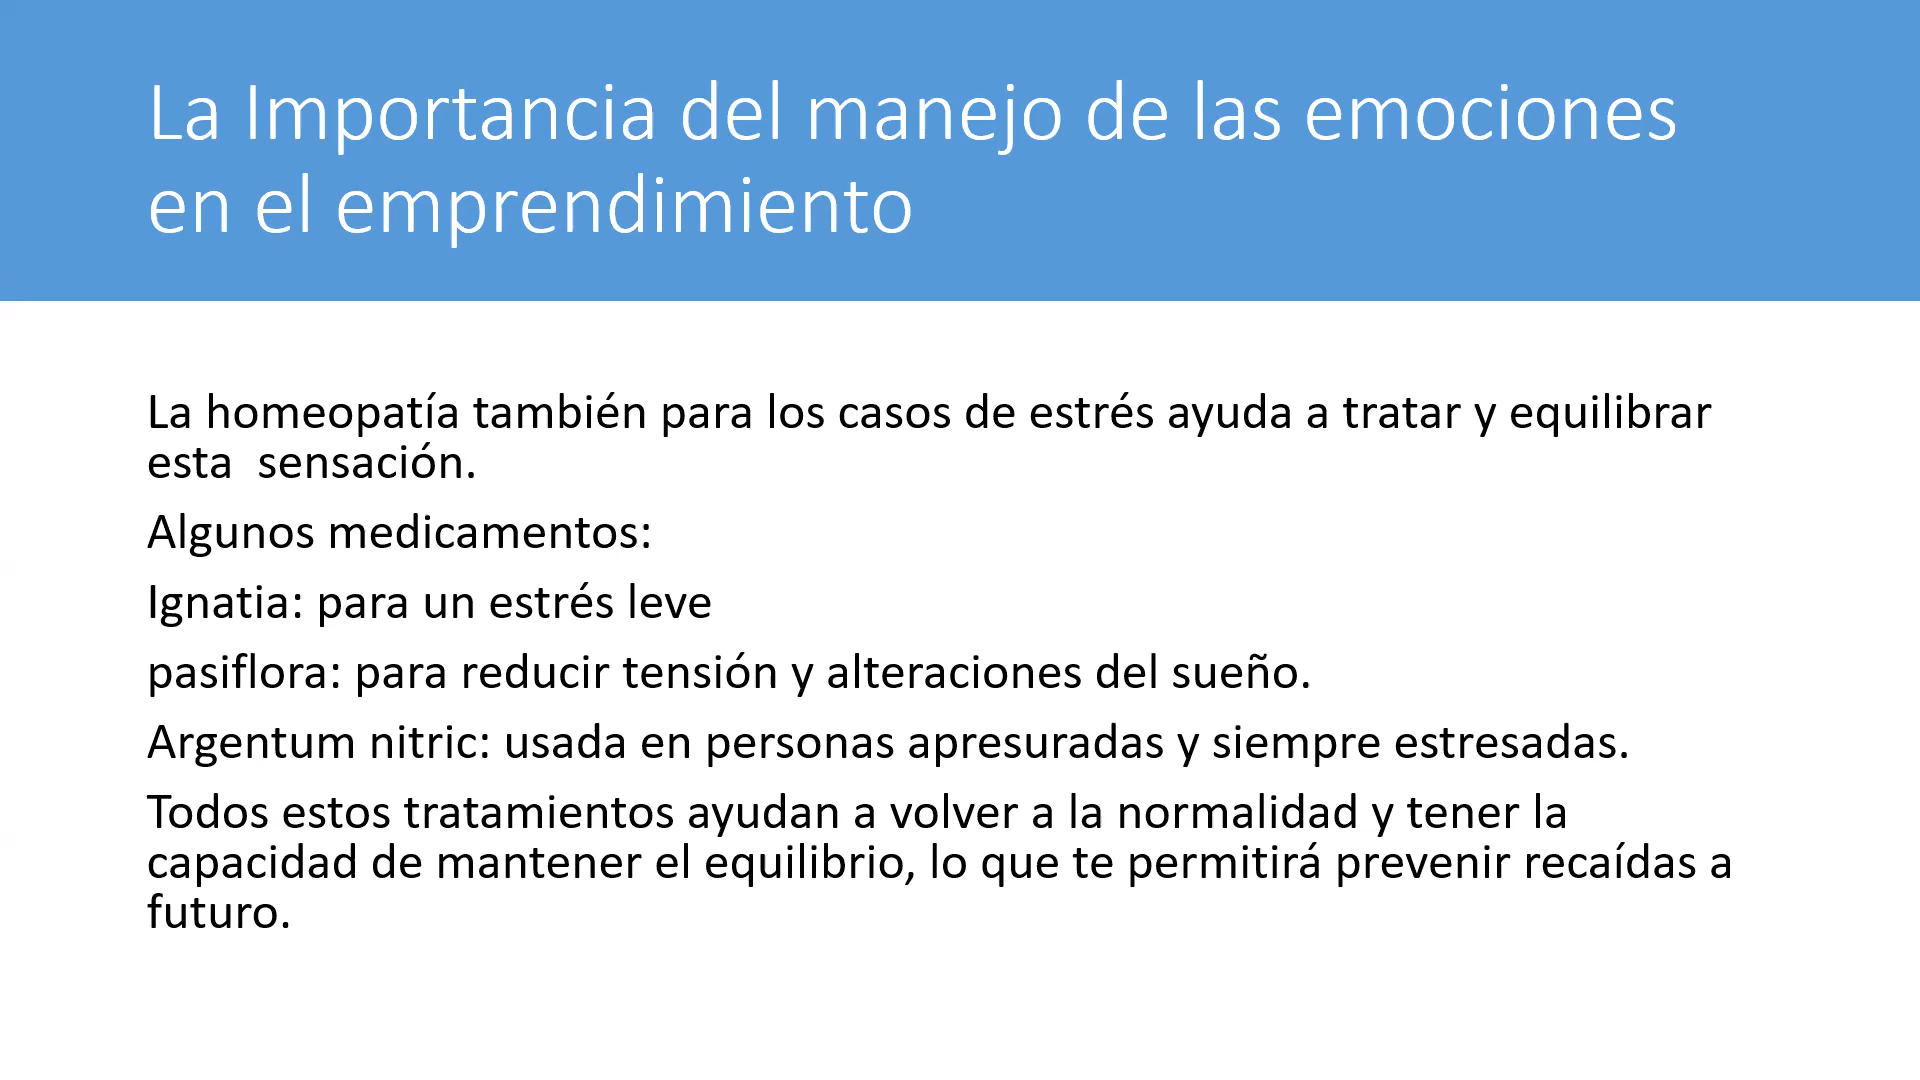 La Importancia del manejo de las emociones
en el emprendimiento
La homeopatía también para los casos de estrés ayuda a tratar y equilibrar
esta  sensación.
Algunos medicamentos:
Ignatia: para un estrés leve
pasiflora: para reducir tensión y alteraciones del sueño.
Argentum nitric: usada en personas apresuradas y siempre estresadas.
Todos estos tratamientos ayudan a volver a la normalidad y tener la
capacidad de mantener el equilibrio, lo que te permitirá prevenir recaídas a
futuro.